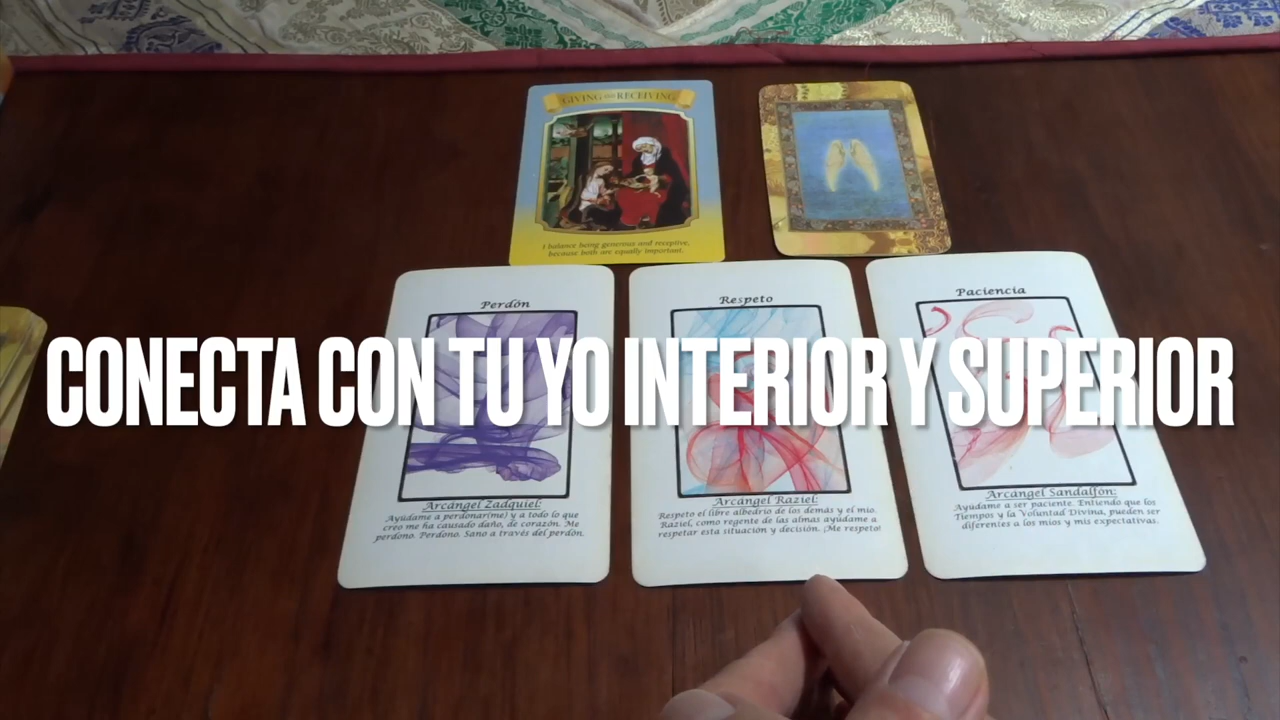 GIVING AND RECEIVING
I balance being generous and receptive,
because both are equally important.
Perdón
Respeto
Paciencia
CONECTA CON TU YO INTERIOR Y SUPERIOR
Arcángel Zadquiel:
Ayúdame a perdonar(me) y a todo lo que
creo me ha causado daño, de corazón. Me
perdono. Perdono. Sano a través del perdón.
Arcángel Raziel:
Respeto el libre albedrío de los demás y el mío.
Raziel, como regente de las almas ayúdame a
respetar esta situación y decisión. ¡Me respeto!
Arcángel Sandalfón:
Ayúdame a ser paciente. Entiendo que los
Tiempos y la Voluntad Divina, pueden ser
diferentes a los míos y mis expectativas.